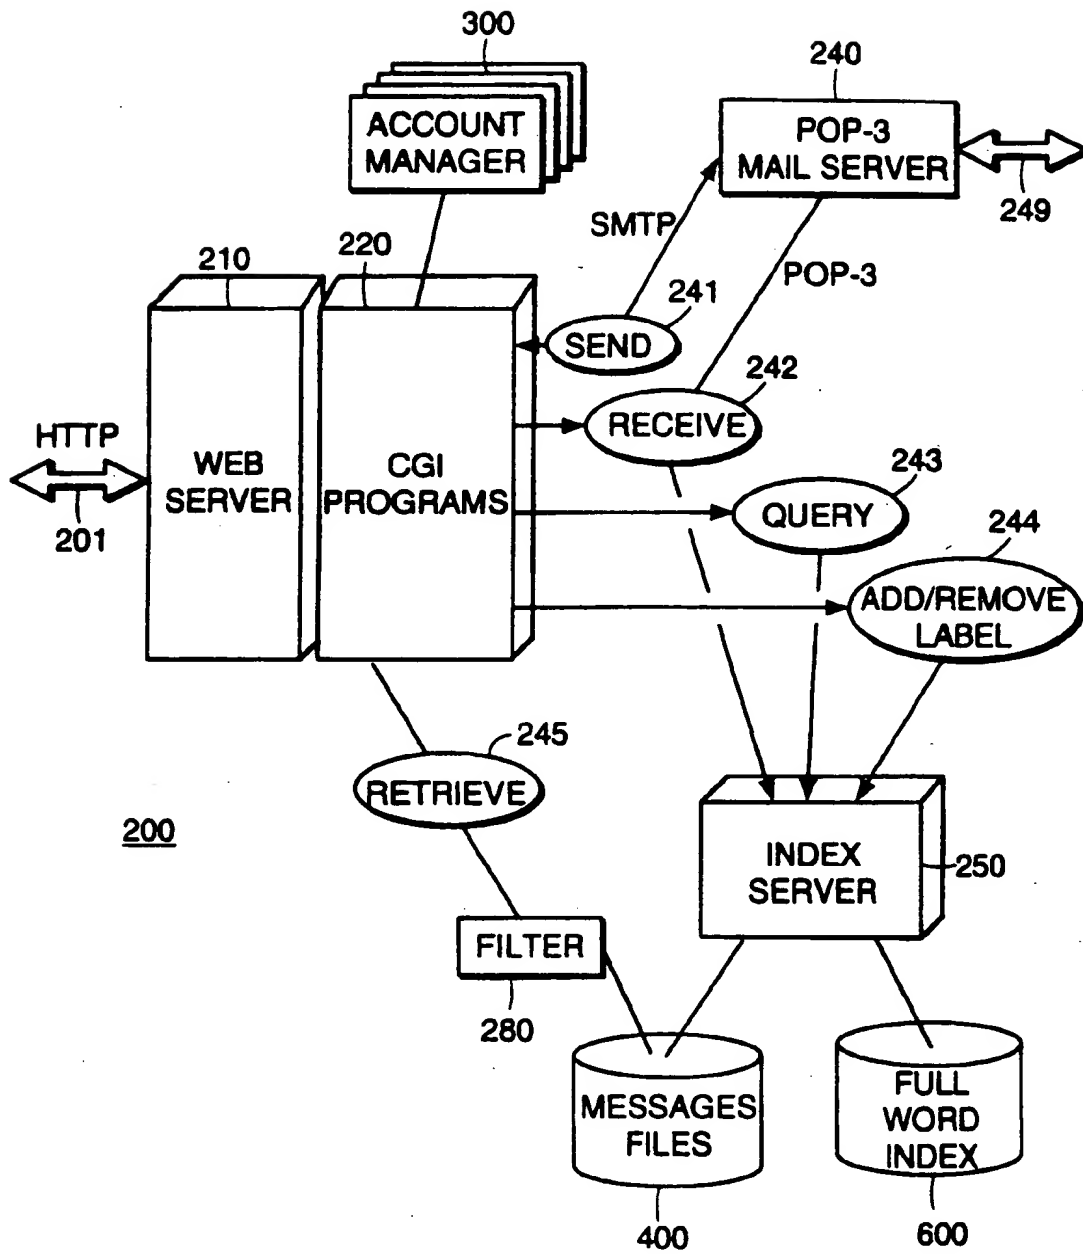 300
ACCOUNT
MANAGER
240
POP-3
MAIL SERVER
249
SMTP
POP-3
210
220
241
SEND
242
RECEIVE
HTTP
201
WEB
SERVER
CGI
PROGRAMS
243
QUERY
244
ADD/REMOVE
LABEL
245
RETRIEVE
200
INDEX
SERVER
250
FILTER
280
MESSAGES
FILES
400
FULL
WORD
INDEX
600